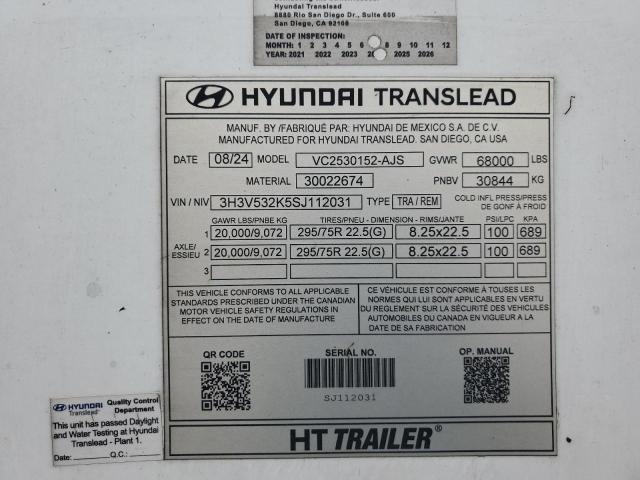 Hyundai Translead
8880 Rio San Diego Dr., Suite 600
San Diego, CA 92108
DATE OF INSPECTION:
MONTH: 1 2 3 4 5 6 8 9 10 11 12
YEAR: 2021 2022 2023 2025 2026
HYUNDAI TRANSLEAD
MANUF. BY /FABRIQUÉ PAR: HYUNDAI DE MEXICO S.A. DE C.V.
MANUFACTURED FOR HYUNDAI TRANSLEAD. SAN DIEGO, CA USA
DATE 08/24 MODEL VC2530152-AJS GVWR 68000 LBS
MATERIAL 30022674 PNBV 30844 KG
VIN / NIV 3H3V532K5SJ112031 TYPE TRA / REM COLD INFL PRESS/PRESS DE GONF À FROID
GAWR LBS/PNBE KG TIRES/PNEU - DIMENSION - RIMS/JANTE PSI/LPC KPA
1 20,000/9,072 295/75R 22.5(G) 8.25x22.5 100 689
AXLE/ESSIEU 2 20,000/9,072 295/75R 22.5(G) 8.25x22.5 100 689
3
THIS VEHICLE CONFORMS TO ALL APPLICABLE
STANDARDS PRESCRIBED UNDER THE CANADIAN
MOTOR VEHICLE SAFETY REGULATIONS IN
EFFECT ON THE DATE OF MANUFACTURE
CE VÉHICULE EST CONFORME À TOUSES LES
NORMES QUI LUI SONT APPLICABLES EN VERTU
DU REGLEMENT SUR LA SÉCURITÉ DES VÉHICULES
AUTOMOBILES DU CANADA EN VIGUEUR A LA
DATE DE SA FABRICATION
QR CODE
SERIAL NO.
SJ112031
OP. MANUAL
HT TRAILER®
HYUNDAI Translead
Quality Control
Department
This unit has passed Daylight
and Water Testing at Hyundai
Translead - Plant 1.
Date: Q.C.: